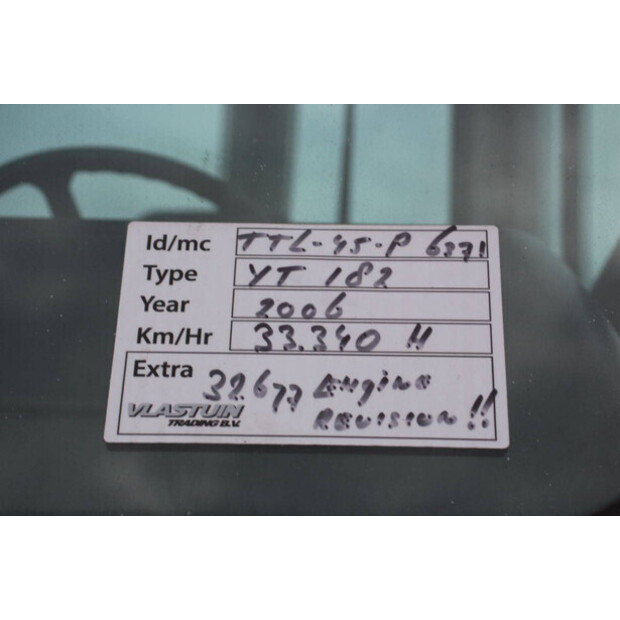 Id/mc TTL-45-P 6371
Type YT 182
Year 2006
Km/Hr 33.340 H
Extra 32.677 ENGINE
REVISION!!
VLASTUIN
TRADING B.V.